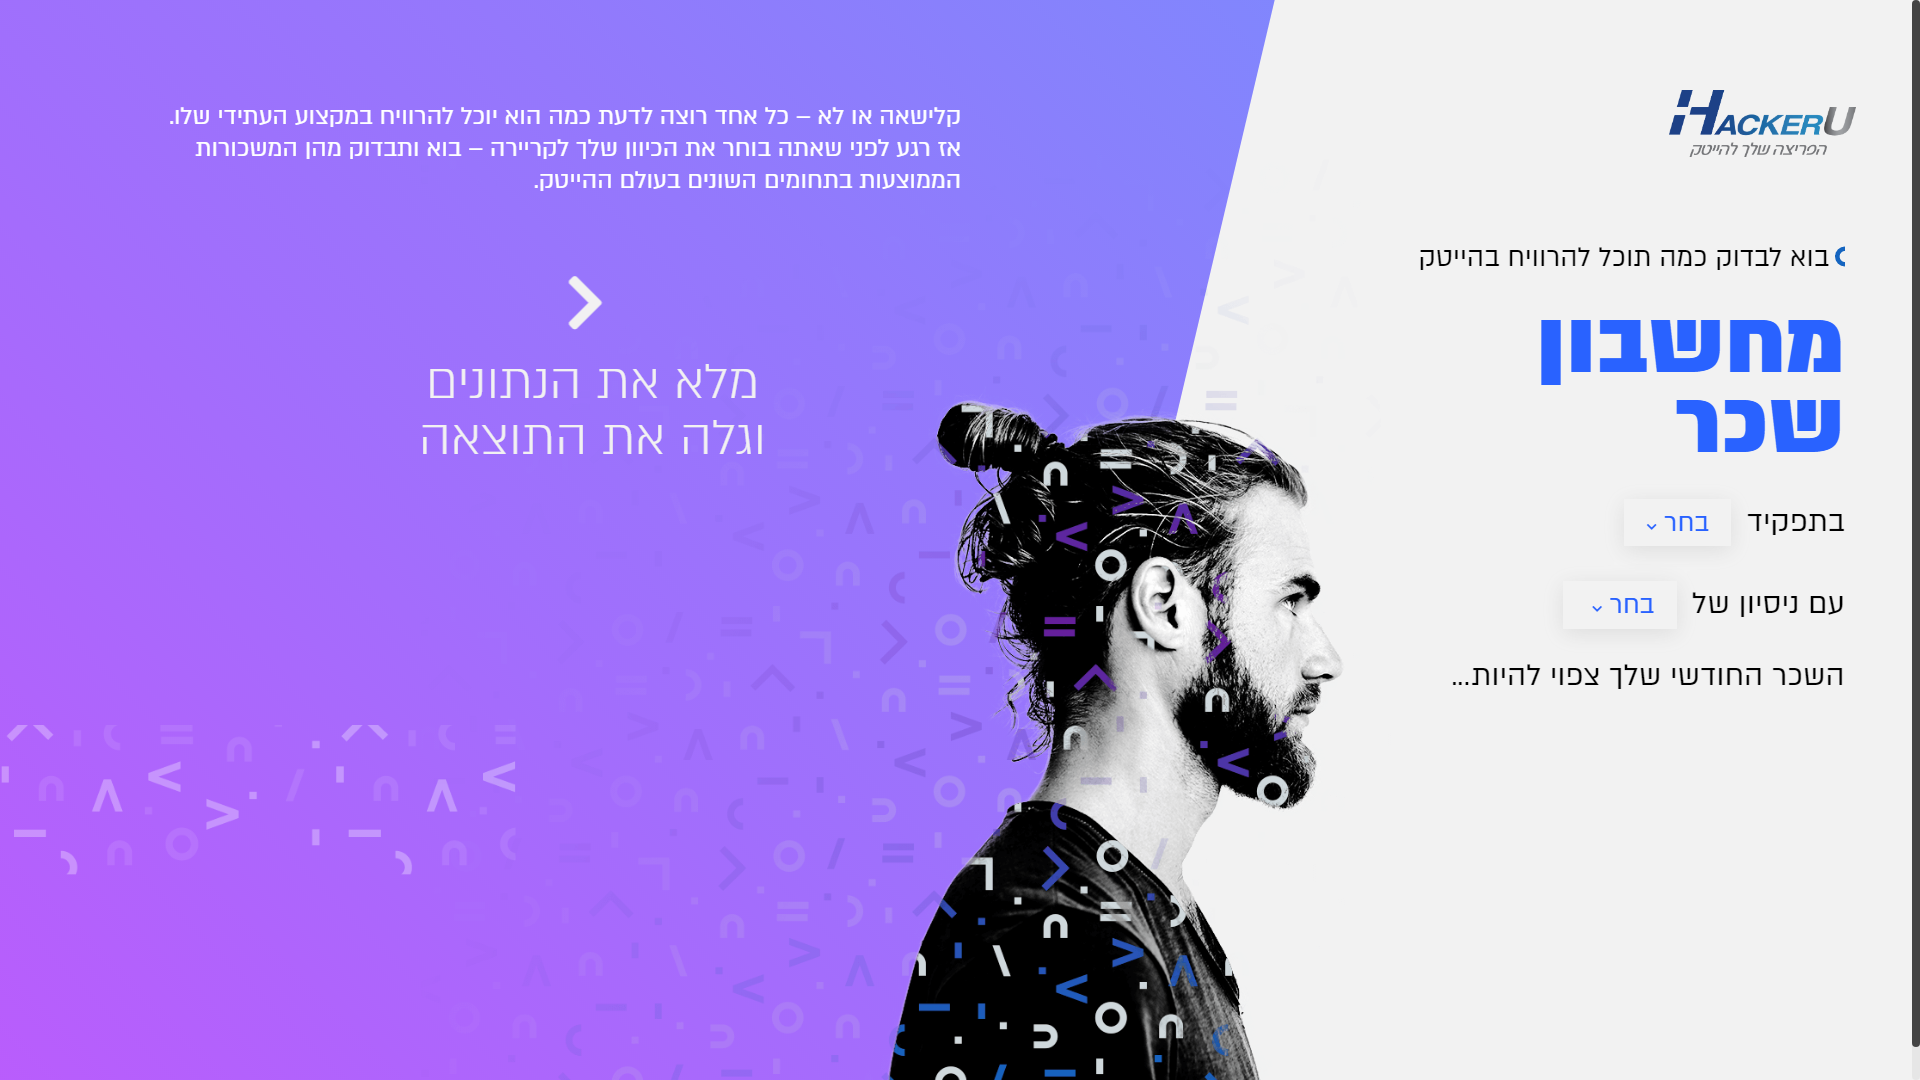 HACKERU
הפריצה שלך להייטק
בוא לבדוק כמה תוכל להרוויח בהייטק
מחשבון
שכר
בתפקיד בחר
עם ניסיון של בחר
השכר החודשי שלך צפוי להיות...
קלישאה או לא – כל אחד רוצה לדעת כמה הוא יוכל להרוויח במקצוע העתידי שלו.
אז רגע לפני שאתה בוחר את הכיוון שלך לקריירה – בוא ותבדוק מהן המשכורות
הממוצעות בתחומים השונים בעולם ההייטק.
מלא את הנתונים
וגלה את התוצאה